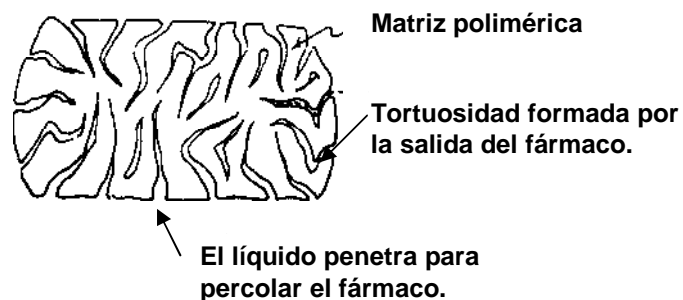 Matriz polimérica
Tortuosidad formada por
la salida del fármaco.
El líquido penetra para
percolar el fármaco.